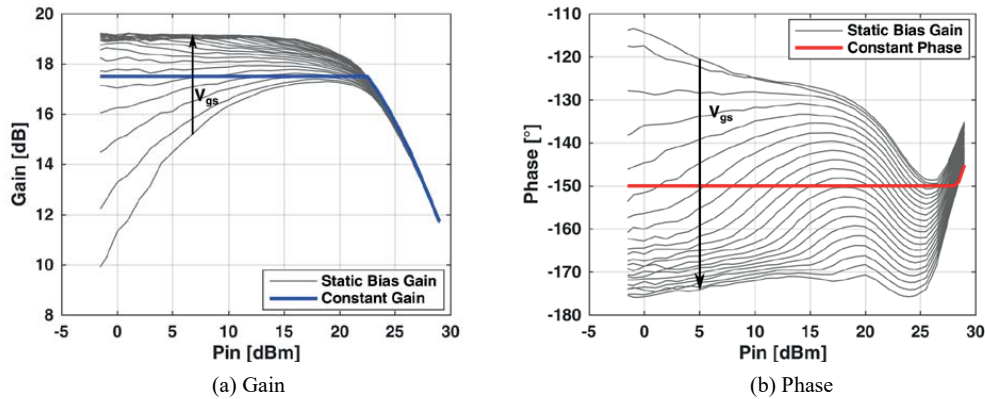 20
18
16
14
12
10
8
Gain [dB]
V_gs
Static Bias Gain
Constant Gain
-5 0 5 10 15 20 25 30
Pin [dBm]
(a) Gain
-110
-120
-130
-140
-150
-160
-170
-180
Phase [°]
V_gs
Static Bias Gain
Constant Phase
-5 0 5 10 15 20 25 30
Pin [dBm]
(b) Phase